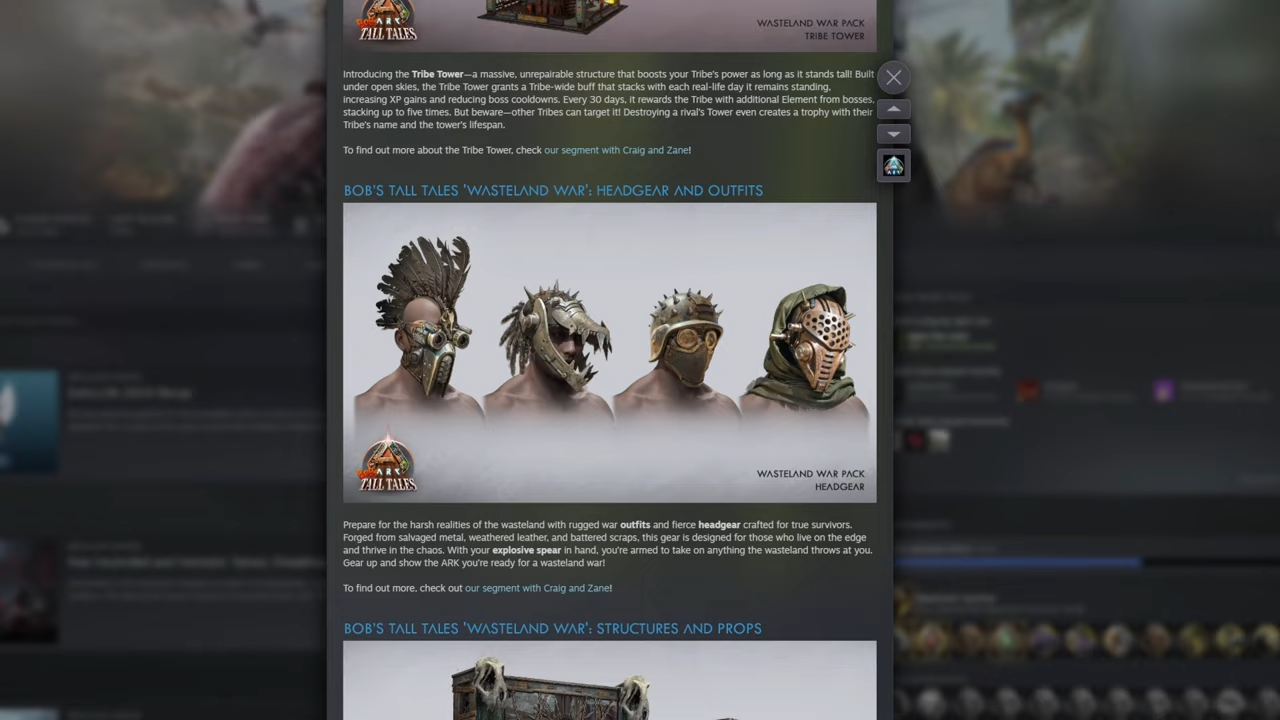 ARK
TALL TALES
WASTELAND WAR PACK
TRIBE TOWER
Introducing the Tribe Tower—a massive, unrepairable structure that boosts your Tribe's power as long as it stands tall! Built
under open skies, the Tribe Tower grants a Tribe-wide buff that stacks with each real-life day it remains standing,
increasing XP gains and reducing boss cooldowns. Every 30 days, it rewards the Tribe with additional Element from bosses,
stacking up to five times. But beware—other Tribes can target it! Destroying a rival's Tower even creates a trophy with their
Tribe's name and the tower's lifespan.
To find out more about the Tribe Tower, check our segment with Craig and Zane!
BOB'S TALL TALES 'WASTELAND WAR': HEADGEAR AND OUTFITS
ARK
TALL TALES
WASTELAND WAR PACK
HEADGEAR
Prepare for the harsh realities of the wasteland with rugged war outfits and fierce headgear crafted for true survivors.
Forged from salvaged metal, weathered leather, and battered scraps, this gear is designed for those who live on the edge
and thrive in the chaos. With your explosive spear in hand, you're armed to take on anything the wasteland throws at you.
Gear up and show the ARK you're ready for a wasteland war!
To find out more, check out our segment with Craig and Zane!
BOB'S TALL TALES 'WASTELAND WAR': STRUCTURES AND PROPS